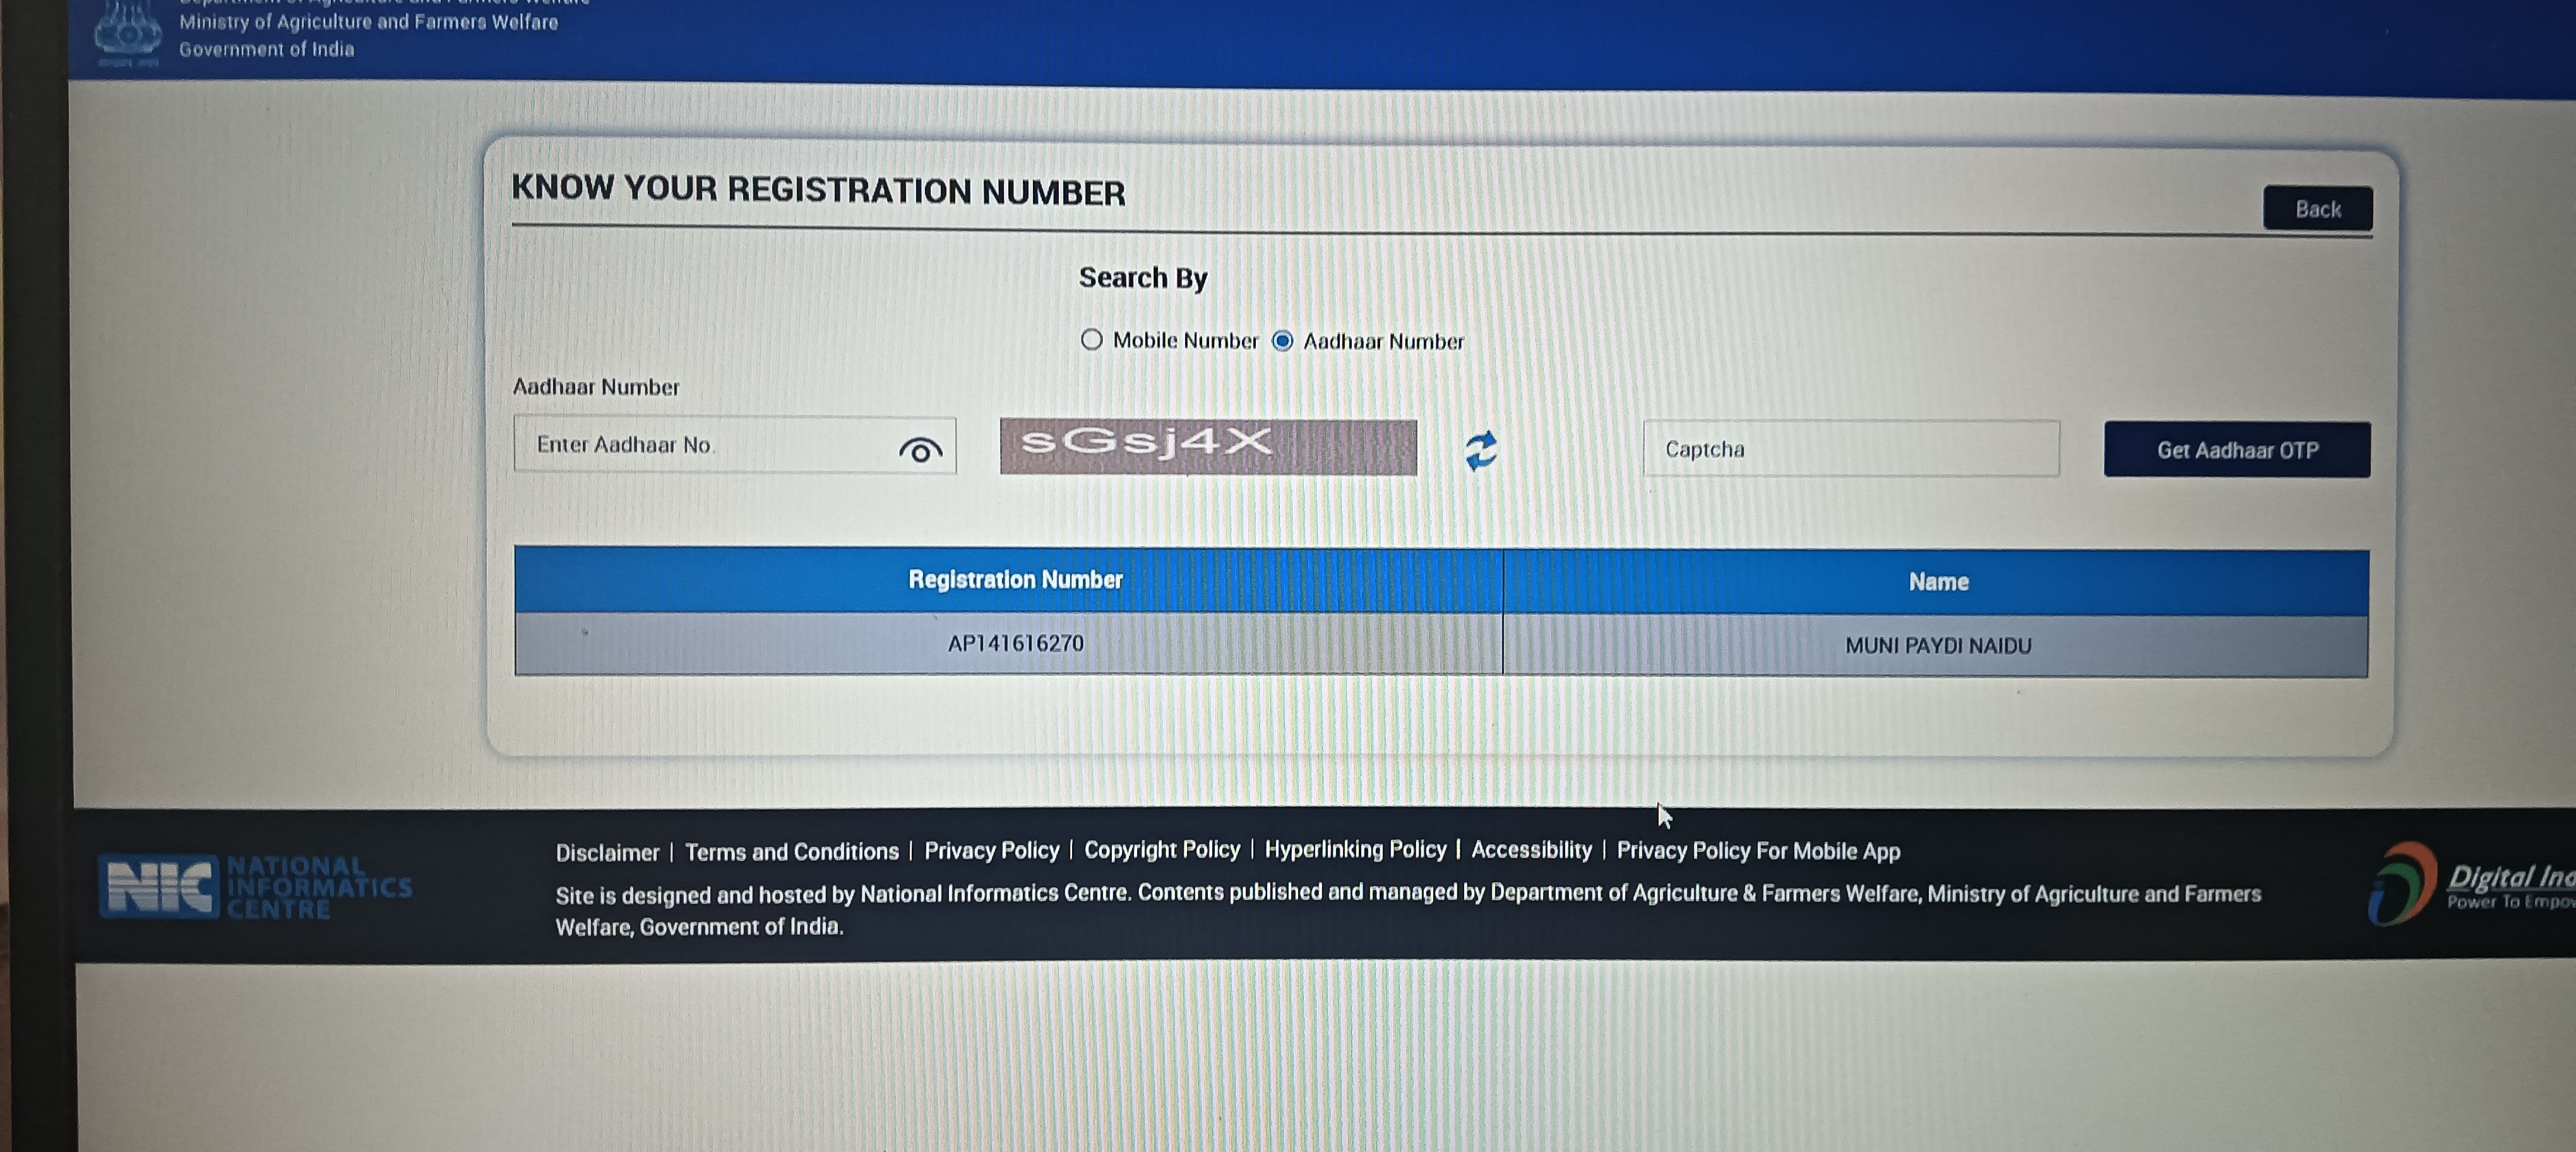 Ministry of Agriculture and Farmers Welfare
Government of India
KNOW YOUR REGISTRATION NUMBER
Back
Search By
Mobile Number Aadhaar Number
Aadhaar Number
Enter Aadhaar No.
sGsj4X
Captcha
Get Aadhaar OTP
Registration Number Name
AP141616270 MUNI PAYDI NAIDU
Disclaimer | Terms and Conditions | Privacy Policy | Copyright Policy | Hyperlinking Policy | Accessibility | Privacy Policy For Mobile App
Site is designed and hosted by National Informatics Centre. Contents published and managed by Department of Agriculture & Farmers Welfare, Ministry of Agriculture and Farmers
Welfare, Government of India.
NIC NATIONAL
INFORMATICS
CENTRE
Digital Ind
Power To Empow